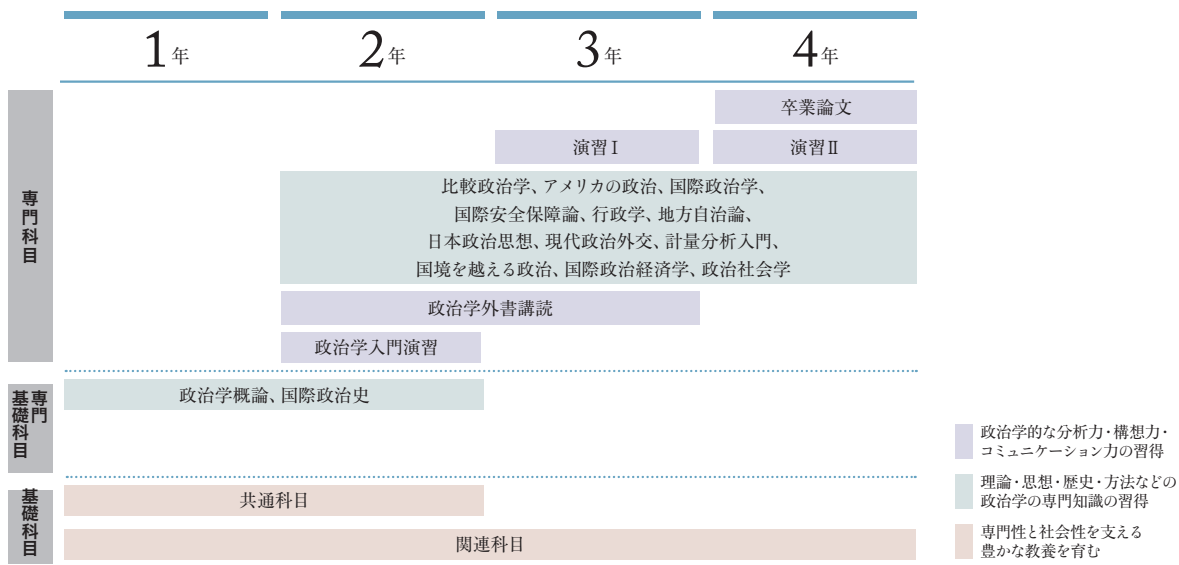 1年
2年
3年
4年
専門科目
卒業論文
演習Ⅰ
演習Ⅱ
比較政治学、アメリカの政治、国際政治学、
国際安全保障論、行政学、地方自治論、
日本政治思想、現代政治外交、計量分析入門、
国境を越える政治、国際政治経済学、政治社会学
政治学外書講読
政治学入門演習
専門
基礎科目
政治学概論、国際政治史
基礎科目
共通科目
関連科目
政治学的な分析力・構想力・
コミュニケーション力の習得
理論・思想・歴史・方法などの
政治学の専門知識の習得
専門性と社会性を支える
豊かな教養を育む